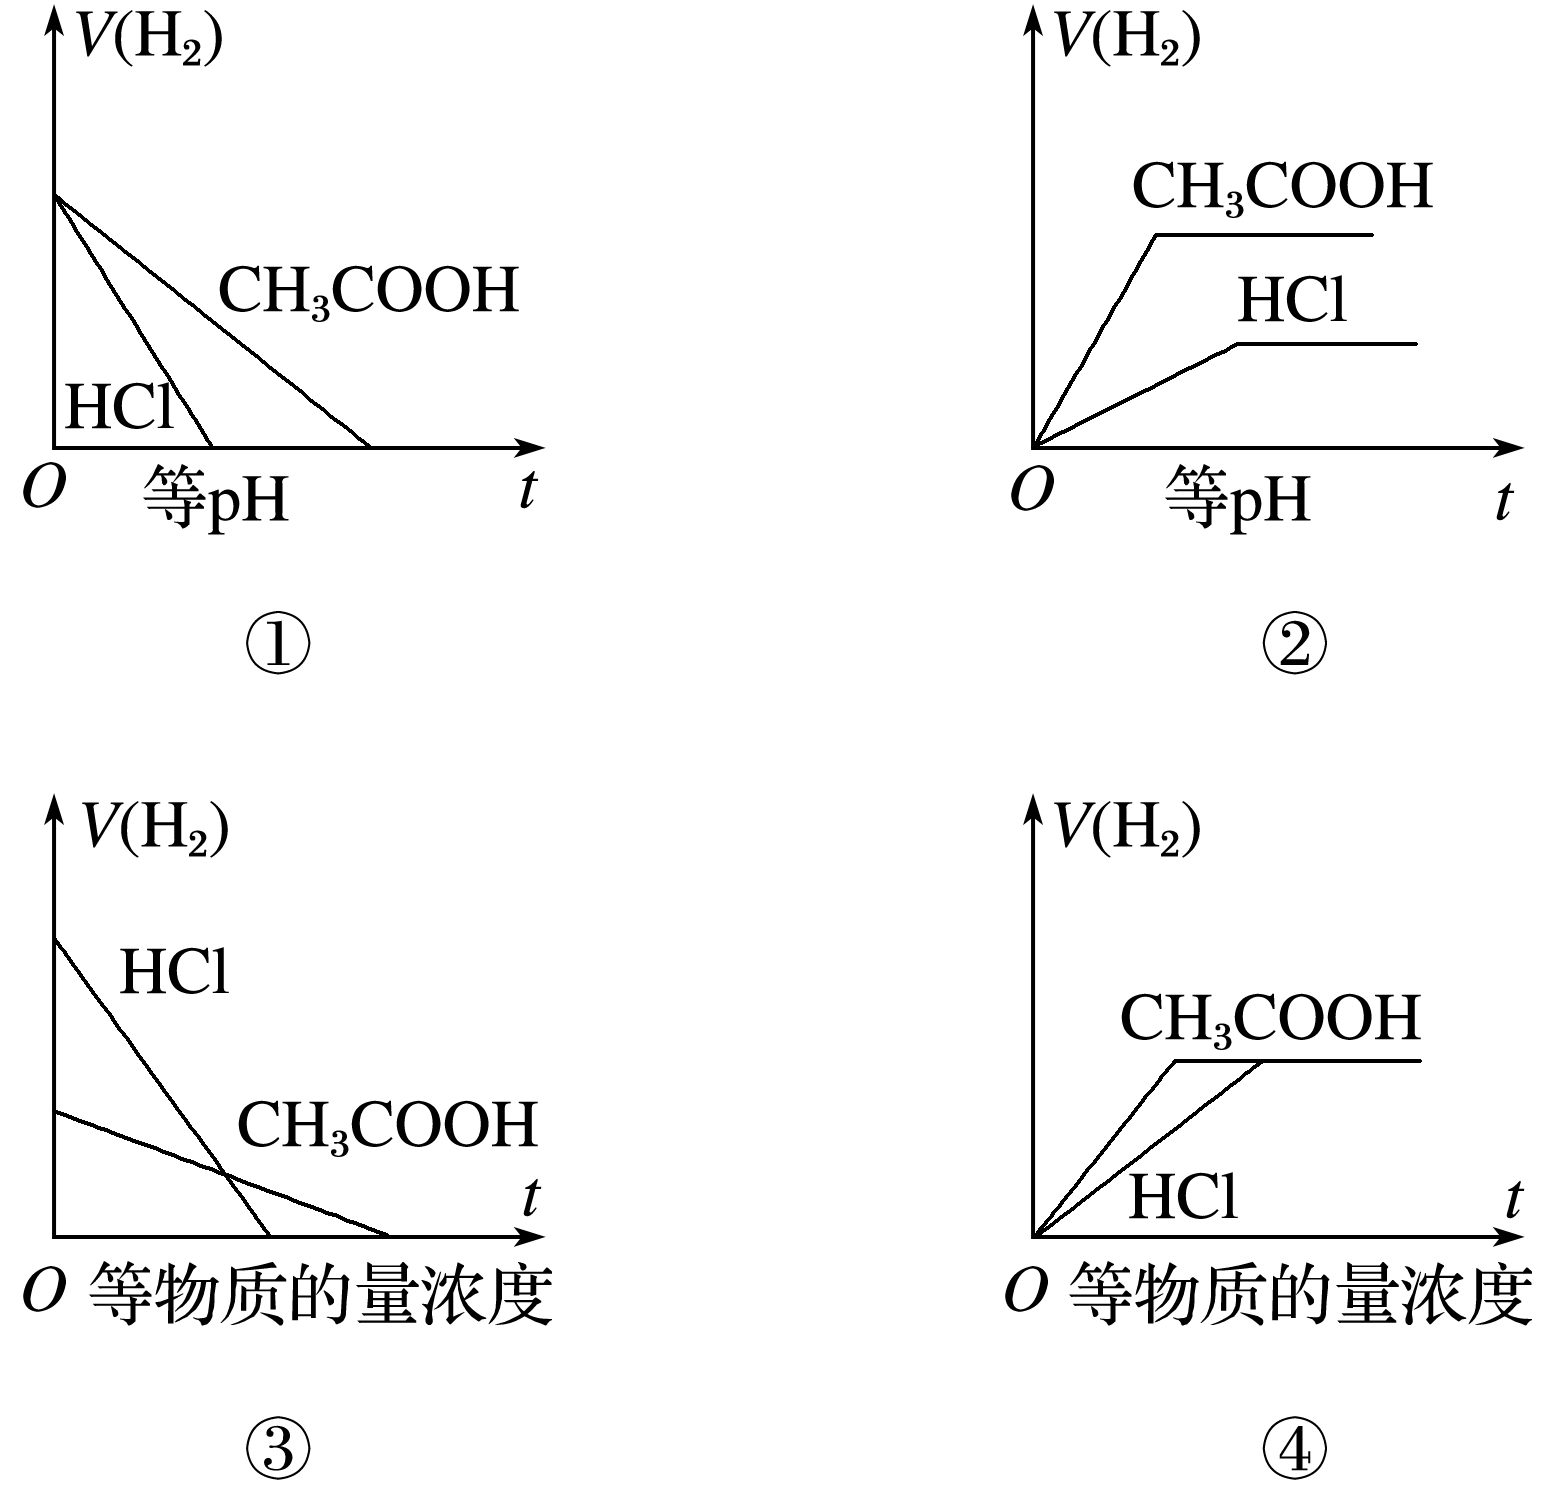 V(H₂)
CH₃COOH
HCl
O 等pH t
①
V(H₂)
CH₃COOH
HCl
O 等pH t
②
V(H₂)
HCl
CH₃COOH
t
O 等物质的量浓度
③
V(H₂)
CH₃COOH
HCl t
O 等物质的量浓度
④